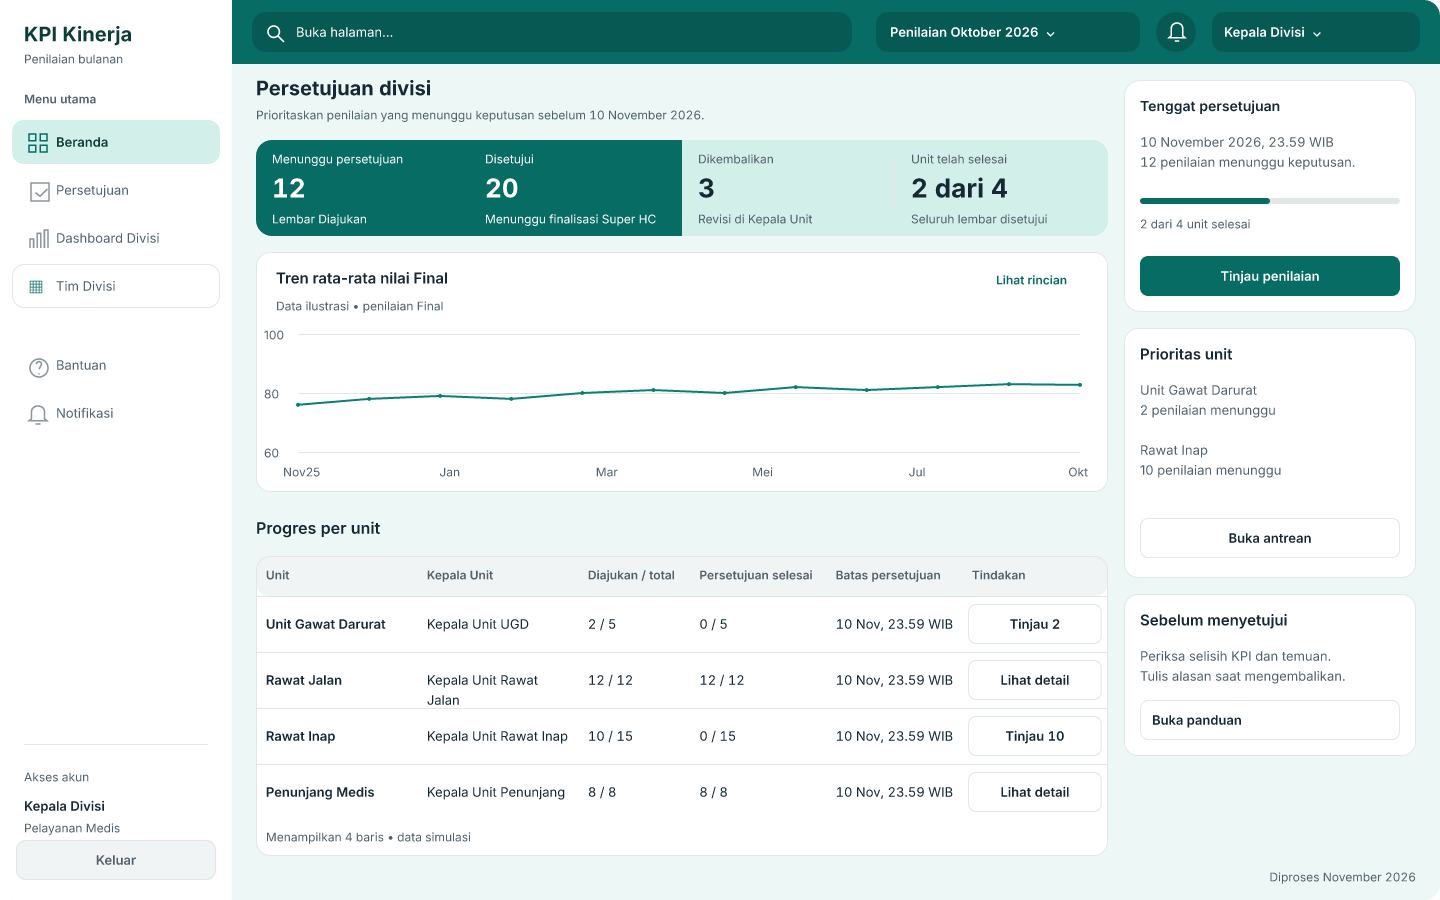 KPI Kinerja
Penilaian bulanan
Menu utama
Beranda
Persetujuan
Dashboard Divisi
Tim Divisi
Bantuan
Notifikasi
Akses akun
Kepala Divisi
Pelayanan Medis
Keluar
Buka halaman...
Penilaian Oktober 2026
Kepala Divisi
Persetujuan divisi
Prioritaskan penilaian yang menunggu keputusan sebelum 10 November 2026.
Menunggu persetujuan
12
Lembar Diajukan
Disetujui
20
Menunggu finalisasi Super HC
Dikembalikan
3
Revisi di Kepala Unit
Unit telah selesai
2 dari 4
Seluruh lembar disetujui
Tren rata-rata nilai Final
Lihat rincian
Data ilustrasi • penilaian Final
100
80
60
Nov25 Jan Mar Mei Jul Okt
Progres per unit
Unit Kepala Unit Diajukan / total Persetujuan selesai Batas persetujuan Tindakan
Unit Gawat Darurat Kepala Unit UGD 2 / 5 0 / 5 10 Nov, 23.59 WIB Tinjau 2
Rawat Jalan Kepala Unit Rawat 12 / 12 12 / 12 10 Nov, 23.59 WIB Lihat detail
Jalan
Rawat Inap Kepala Unit Rawat Inap 10 / 15 0 / 15 10 Nov, 23.59 WIB Tinjau 10
Penunjang Medis Kepala Unit Penunjang 8 / 8 8 / 8 10 Nov, 23.59 WIB Lihat detail
Menampilkan 4 baris • data simulasi
Tenggat persetujuan
10 November 2026, 23.59 WIB
12 penilaian menunggu keputusan.
2 dari 4 unit selesai
Tinjau penilaian
Prioritas unit
Unit Gawat Darurat
2 penilaian menunggu
Rawat Inap
10 penilaian menunggu
Buka antrean
Sebelum menyetujui
Periksa selisih KPI dan temuan.
Tulis alasan saat mengembalikan.
Buka panduan
Diproses November 2026